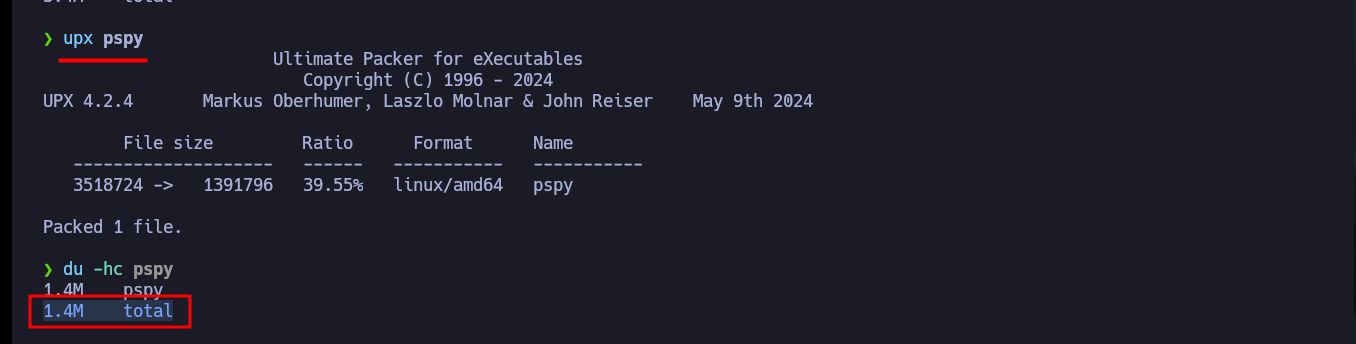 total
❯ upx pspy
Ultimate Packer for eXecutables
Copyright (C) 1996 - 2024
UPX 4.2.4 Markus Oberhumer, Laszlo Molnar & John Reiser May 9th 2024
File size Ratio Format Name
-------------------- ------ ----------- -----------
3518724 -> 1391796 39.55% linux/amd64 pspy
Packed 1 file.
❯ du -hc pspy
1.4M pspy
1.4M total